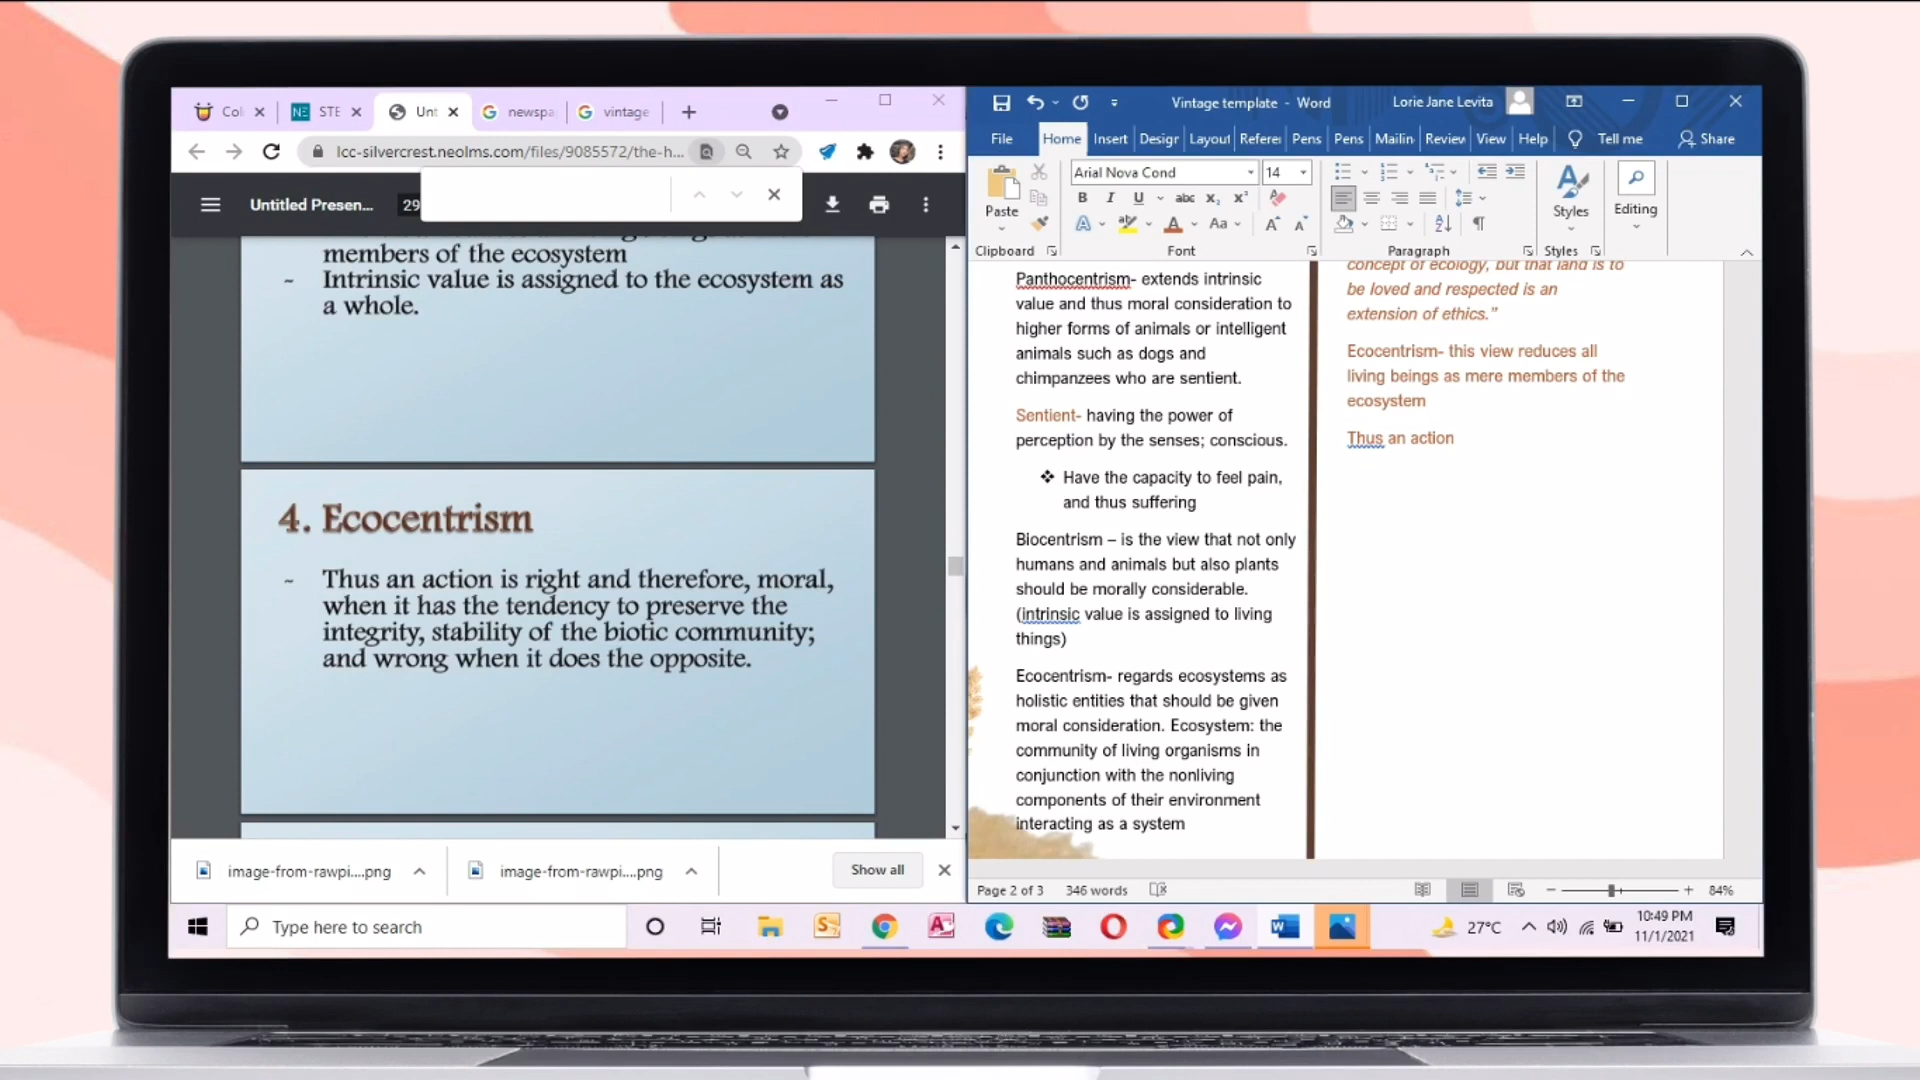 Col
STE
Unt
newspa
vintage
lcc-silvercrest.neolms.com/files/9085572/the-h...
Untitled Presen...
29
members of the ecosystem
- Intrinsic value is assigned to the ecosystem as
a whole.
4. Ecocentrism
- Thus an action is right and therefore, moral,
when it has the tendency to preserve the
integrity, stability of the biotic community;
and wrong when it does the opposite.
image-from-rawpi....png
image-from-rawpi....png
Show all
Vintage template - Word
Lorie Jane Levita
File
Home
Insert
Desigr
Layout
Refere
Pens
Pens
Mailin
Review
View
Help
Tell me
Share
Paste
Clipboard
Arial Nova Cond
14
B I U abc x₂ x²
A Aa A A
Font
Paragraph
Styles
Styles
Editing
Panthocentrism- extends intrinsic
value and thus moral consideration to
higher forms of animals or intelligent
animals such as dogs and
chimpanzees who are sentient.
Sentient- having the power of
perception by the senses; conscious.
❖ Have the capacity to feel pain,
and thus suffering
Biocentrism – is the view that not only
humans and animals but also plants
should be morally considerable.
(intrinsic value is assigned to living
things)
Ecocentrism- regards ecosystems as
holistic entities that should be given
moral consideration. Ecosystem: the
community of living organisms in
conjunction with the nonliving
components of their environment
interacting as a system
concept of ecology, but that land is to
be loved and respected is an
extension of ethics.”
Ecocentrism- this view reduces all
living beings as mere members of the
ecosystem
Thus an action
Page 2 of 3
346 words
84%
Type here to search
27°C
10:49 PM
11/1/2021